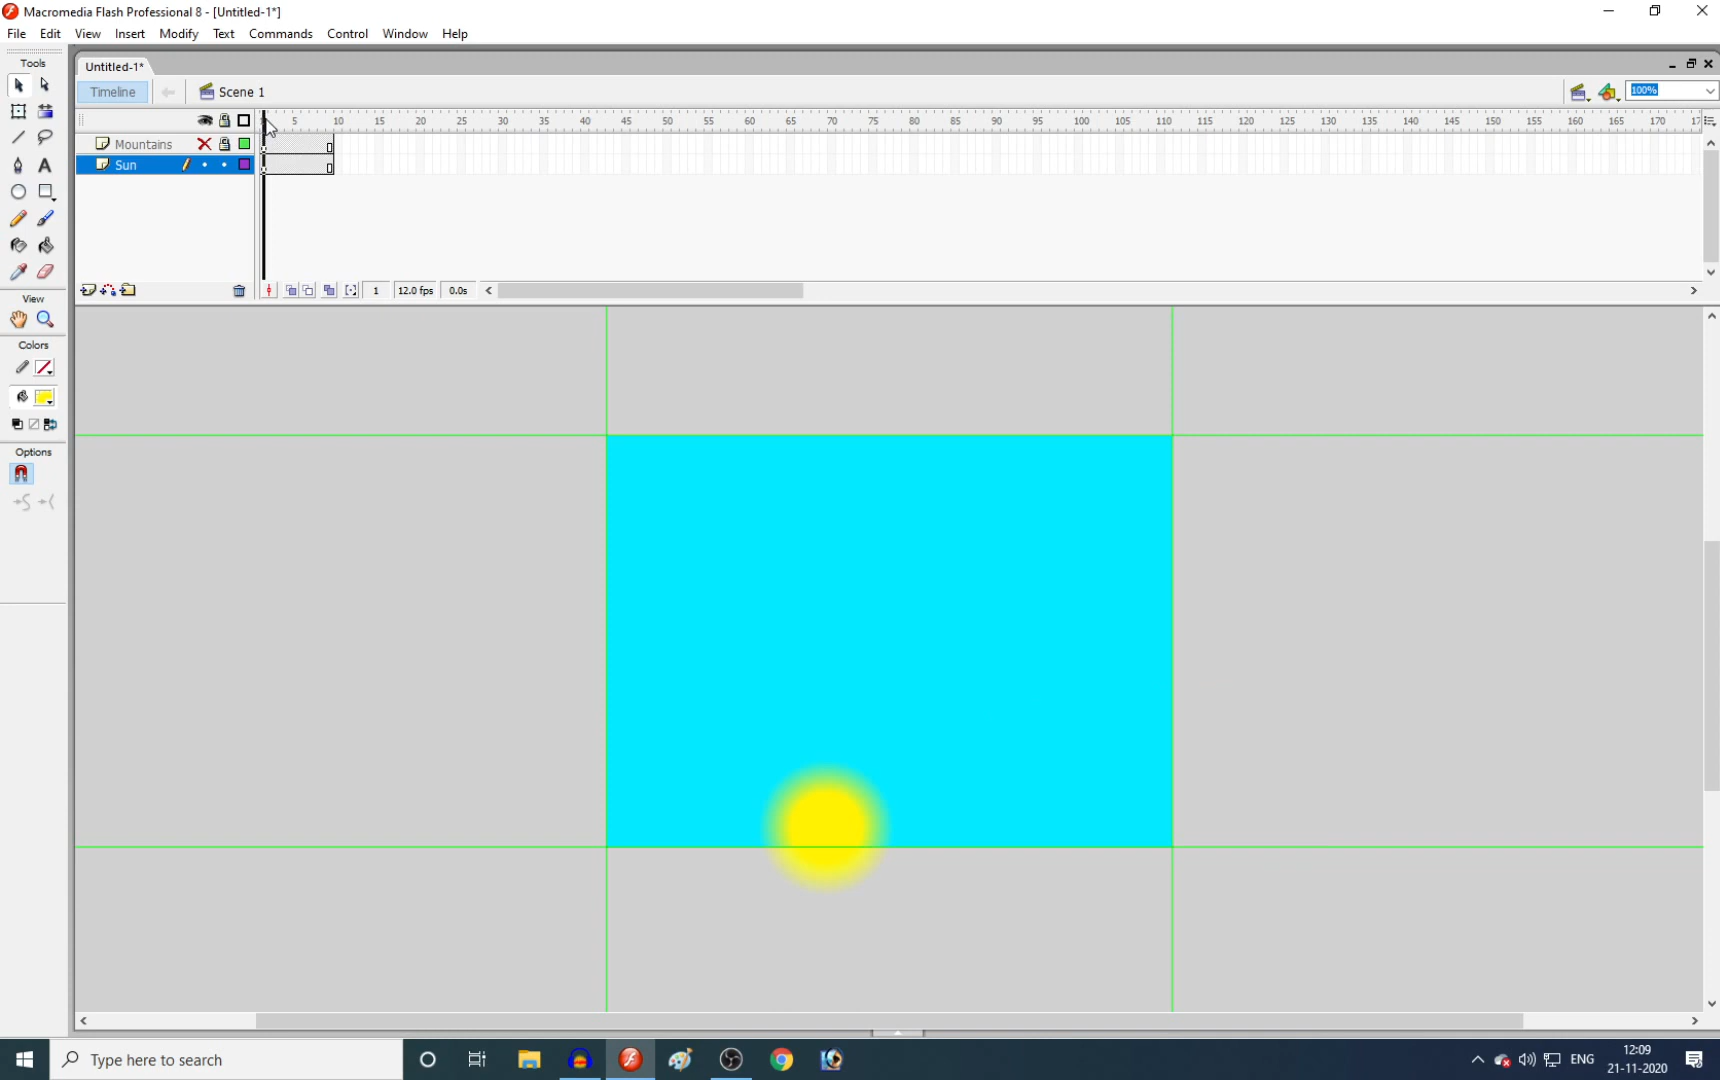 Macromedia Flash Professional 8 - [Untitled-1*]
File Edit View Insert Modify Text Commands Control Window Help
Tools
Untitled-1*
Timeline Scene 1 100%
5 10 15 20 25 30 35 40 45 50 55 60 65 70 75 80 85 90 95 100 105 110 115 120 125 130 135 140 145 150 155 160 165 170 17
Mountains
Sun
1 12.0 fps 0.0s
View
Colors
Options
Type here to search
ENG
12:09
21-11-2020